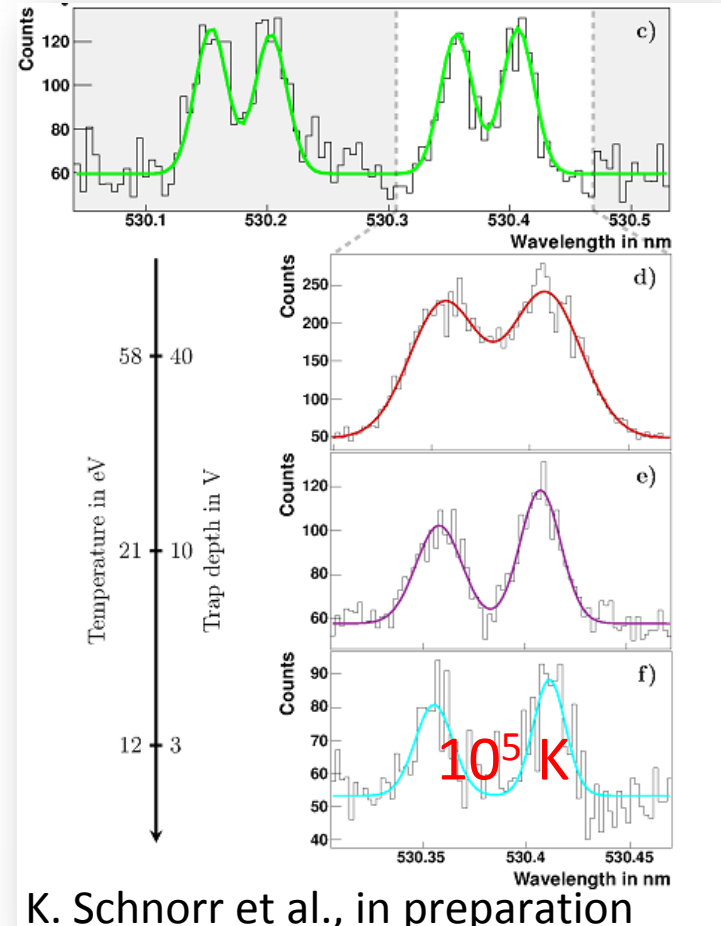 Counts
c)
120
100
80
60
530.1 530.2 530.3 530.4 530.5
Wavelength in nm
Temperature in eV
Trap depth in V
58 40
21 10
12 3
Counts
d)
250
200
150
100
50
Counts
e)
120
100
80
60
Counts
f)
90
80
70
60
50
40
10⁵ K
530.35 530.4 530.45
Wavelength in nm
K. Schnorr et al., in preparation